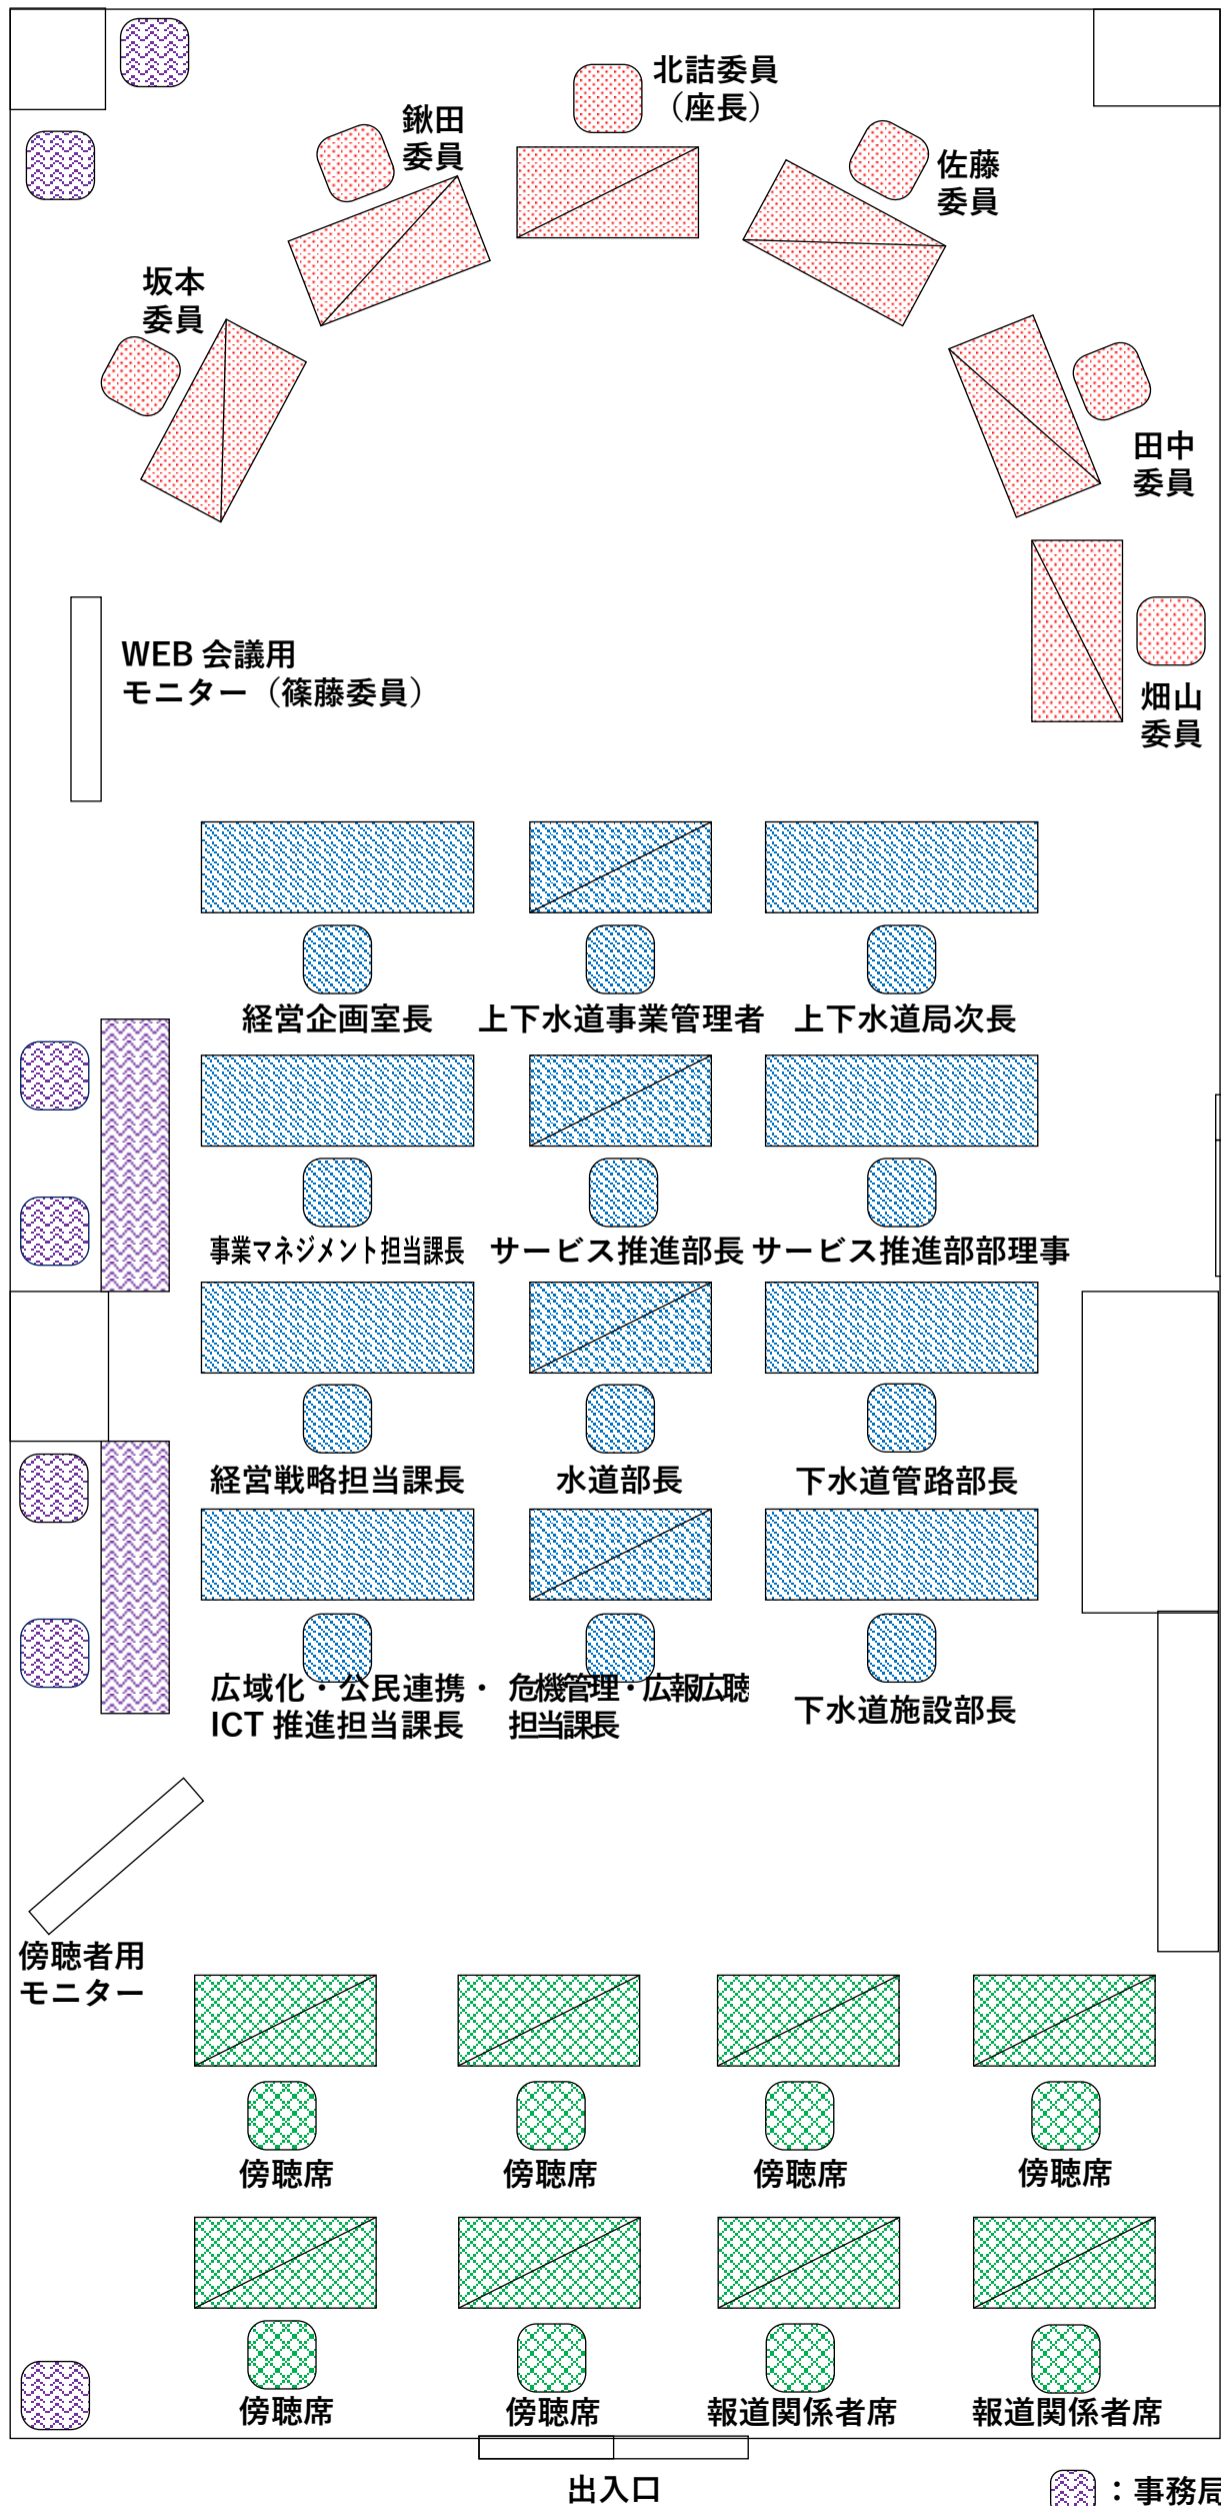 北詰委員
（座長）
鍬田
委員
佐藤
委員
坂本
委員
田中
委員
WEB 会議用
モニター（篠藤委員）
畑山
委員
経営企画室長
上下水道事業管理者
上下水道局次長
事業マネジメント担当課長
サービス推進部長
サービス推進部部理事
経営戦略担当課長
水道部長
下水道管路部長
広域化・公民連携・
ICT 推進担当課長
危機管理・広報広聴
担当課長
下水道施設部長
傍聴者用
モニター
傍聴席
傍聴席
傍聴席
傍聴席
傍聴席
傍聴席
報道関係者席
報道関係者席
出入口
：事務局